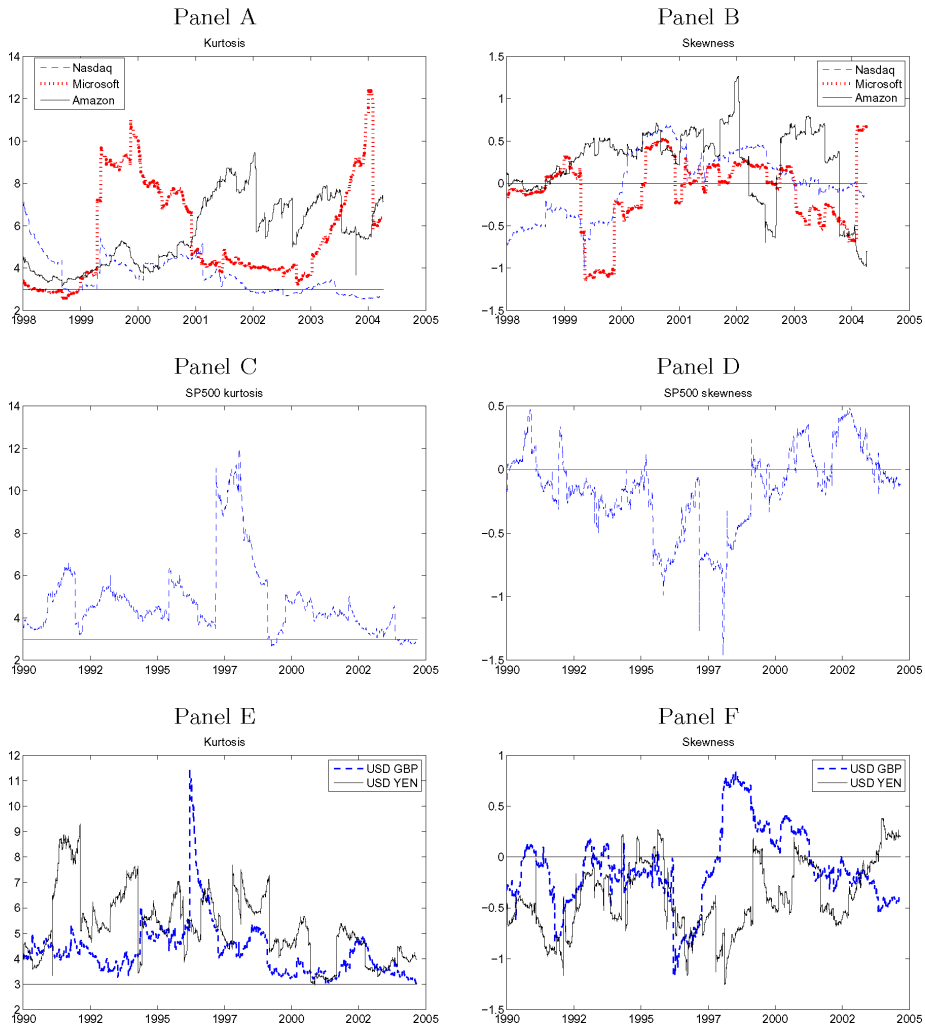 Panel A
Kurtosis
14
12
10
8
6
4
2
Nasdaq
Microsoft
Amazon
1998 1999 2000 2001 2002 2003 2004 2005
Panel B
Skewness
1.5
1
0.5
0
−0.5
−1
−1.5
Nasdaq
Microsoft
Amazon
1998 1999 2000 2001 2002 2003 2004 2005
Panel C
SP500 kurtosis
14
12
10
8
6
4
2
1990 1992 1995 1997 2000 2002 2005
Panel D
SP500 skewness
0.5
0
−0.5
−1
−1.5
1990 1992 1995 1997 2000 2002 2005
Panel E
Kurtosis
12
11
10
9
8
7
6
5
4
3
2
USD GBP
USD YEN
1990 1992 1995 1997 2000 2002 2005
Panel F
Skewness
1
0.5
0
−0.5
−1
−1.5
USD GBP
USD YEN
1990 1992 1995 1997 2000 2002 2005